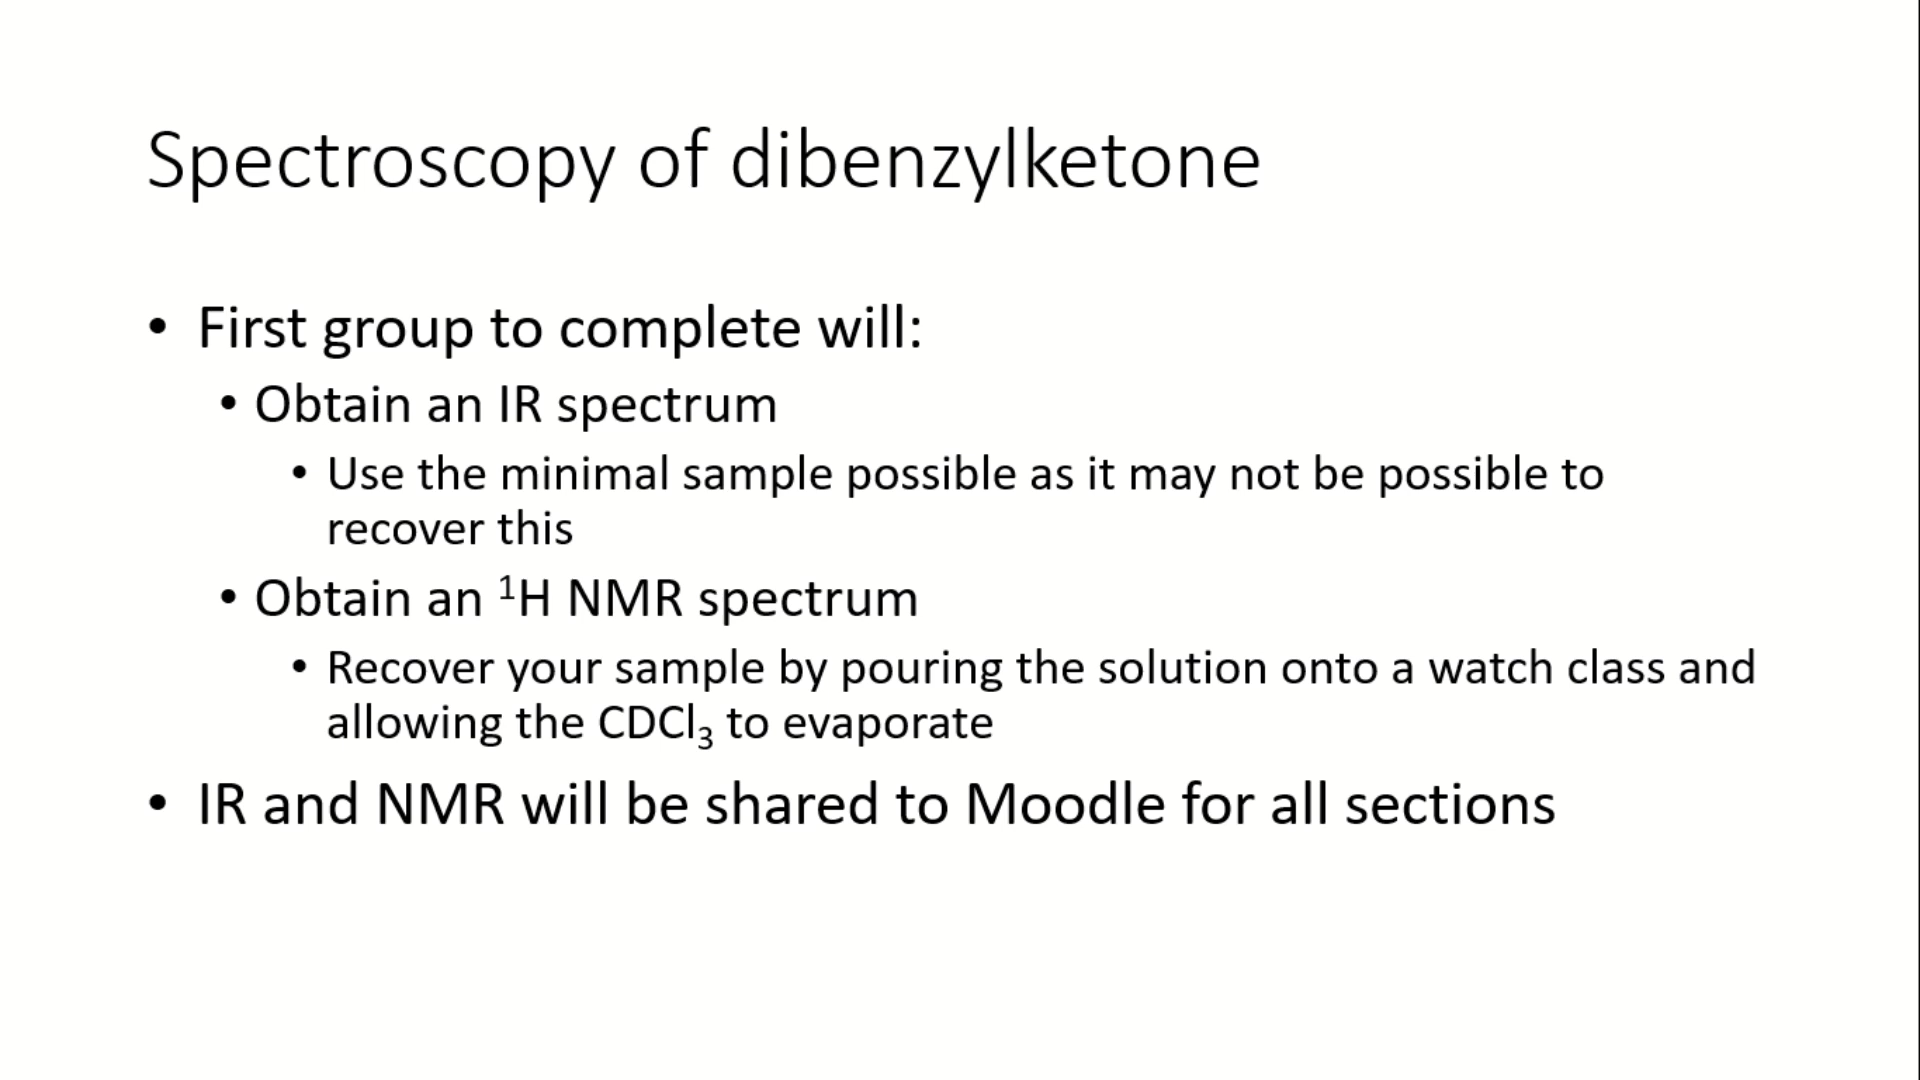 Spectroscopy of dibenzylketone
• First group to complete will:
• Obtain an IR spectrum
• Use the minimal sample possible as it may not be possible to
recover this
• Obtain an ¹H NMR spectrum
• Recover your sample by pouring the solution onto a watch class and
allowing the CDCl₃ to evaporate
• IR and NMR will be shared to Moodle for all sections